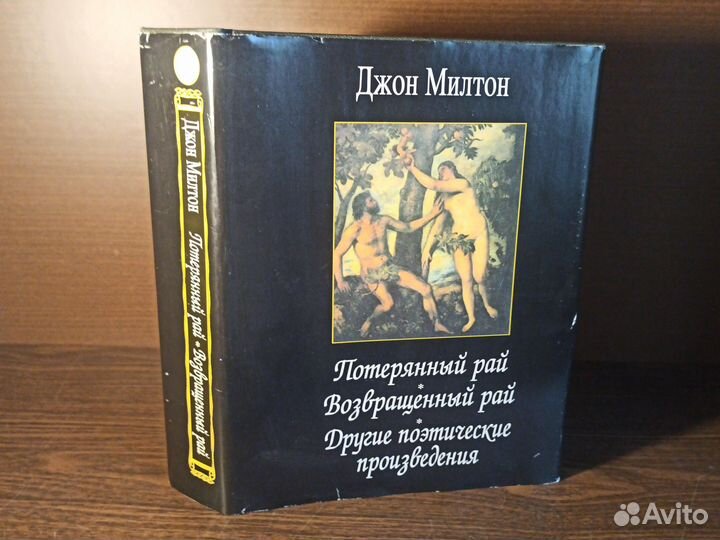 Джон Милтон
Потерянный рай
*
Возвращенный рай
*
Другие поэтические
произведения
Джон Милтон Потерянный рай * Возвращенный рай
Avito